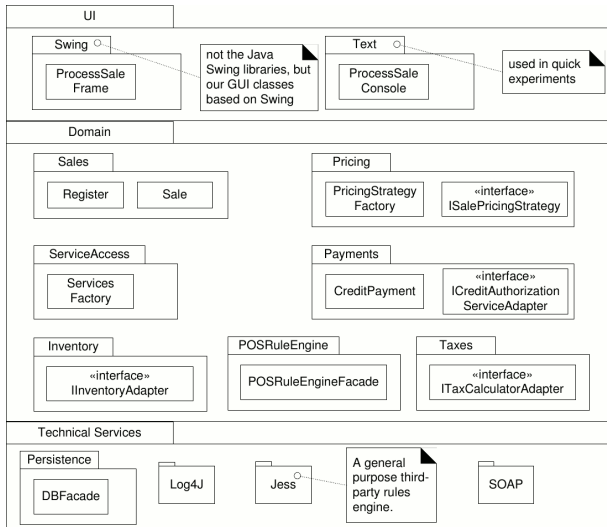 UI
Swing
ProcessSale
Frame
not the Java
Swing libraries, but
our GUI classes
based on Swing
Text
ProcessSale
Console
used in quick
experiments
Domain
Sales
Register
Sale
Pricing
PricingStrategy
Factory
«interface»
ISalePricingStrategy
ServiceAccess
Services
Factory
Payments
CreditPayment
«interface»
ICreditAuthorization
ServiceAdapter
Inventory
«interface»
IInventoryAdapter
POSRuleEngine
POSRuleEngineFacade
Taxes
«interface»
ITaxCalculatorAdapter
Technical Services
Persistence
DBFacade
Log4J
Jess
A general
purpose third-
party rules
engine.
SOAP